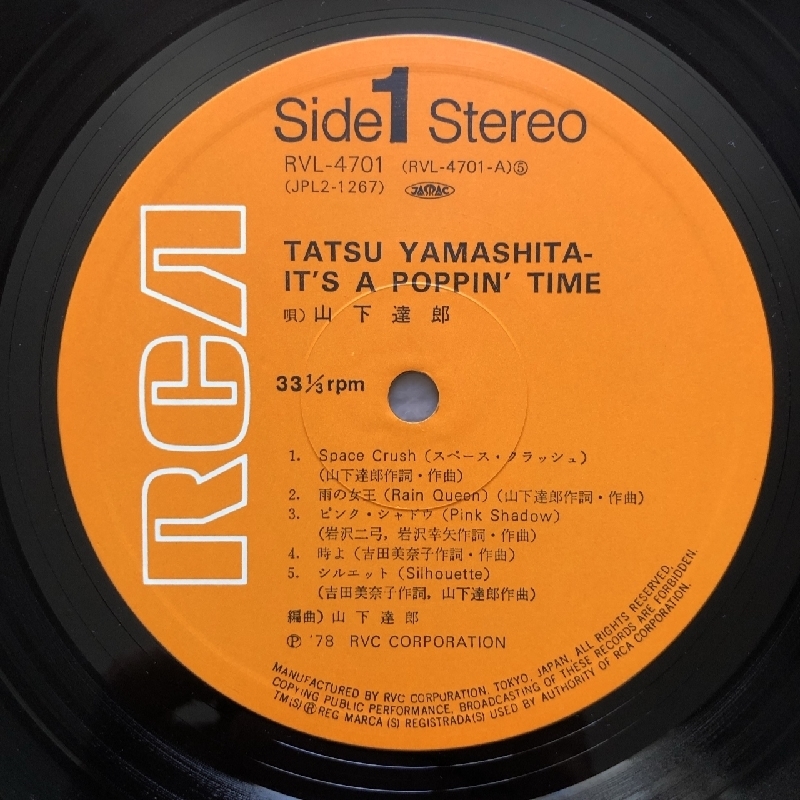 RCA
Side 1 Stereo
RVL-4701 (RVL-4701-A)⑤
(JPL2-1267) JASRAC
TATSU YAMASHITA-
IT'S A POPPIN' TIME
唄)山下達郎
33⅓rpm
1. Space Crush (スペース・クラッシュ)
(山下達郎作詞・作曲)
2. 雨の女王 (Rain Queen) (山下達郎作詞・作曲)
3. ピンク・シャドウ (Pink Shadow)
(岩沢二弓, 岩沢幸矢作詞・作曲)
4. 時よ (吉田美奈子作詞・作曲)
5. シルエット (Silhouette)
(吉田美奈子作詞, 山下達郎作曲)
編曲)山下達郎
Ⓟ '78 RVC CORPORATION
MANUFACTURED BY RVC CORPORATION, TOKYO, JAPAN, ALL RIGHTS RESERVED.
COPYING PUBLIC PERFORMANCE, BROADCASTING OF THESE RECORDS ARE FORBIDDEN.
TM(S)®REG MARCA (S) REGISTRADA(S) USED BY AUTHORITY OF RCA CORPORATION.